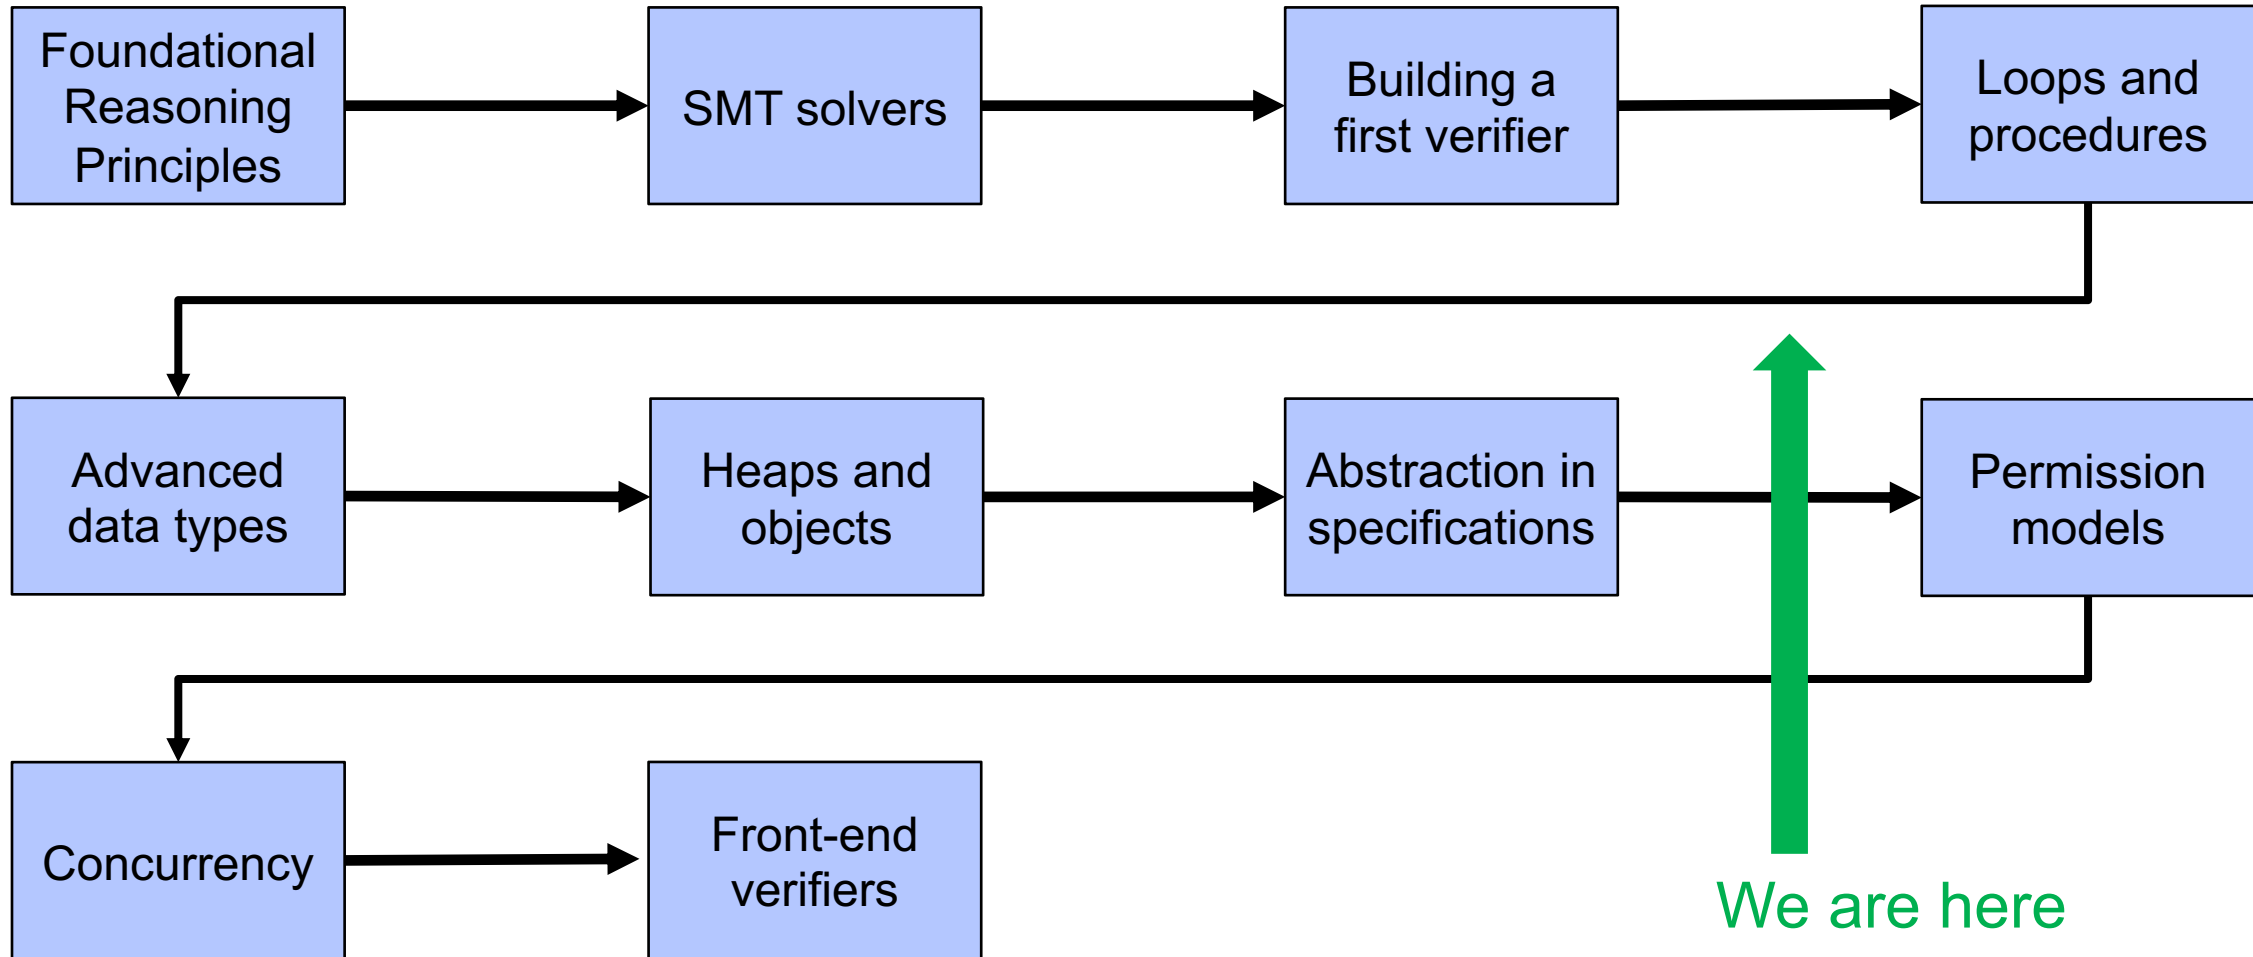 Foundational
Reasoning
Principles
SMT solvers
Building a
first verifier
Loops and
procedures
Advanced
data types
Heaps and
objects
Abstraction in
specifications
Permission
models
Concurrency
Front-end
verifiers
We are here